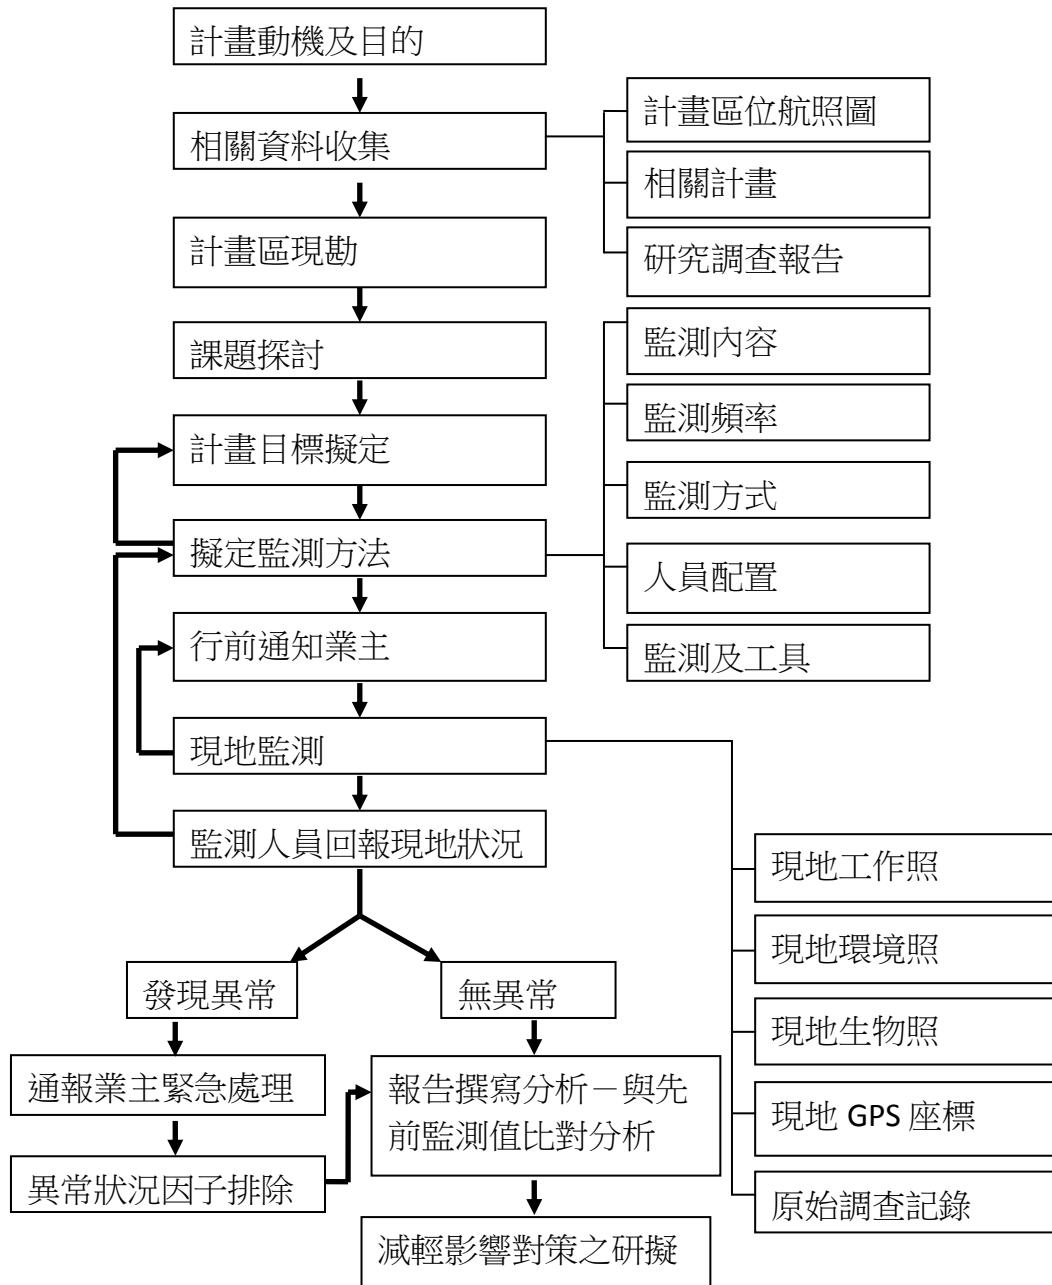 計畫動機及目的
相關資料收集
計畫區位航照圖
相關計畫
研究調查報告
計畫區現勘
課題探討
計畫目標擬定
擬定監測方法
監測內容
監測頻率
監測方式
人員配置
監測及工具
行前通知業主
現地監測
監測人員回報現地狀況
現地工作照
現地環境照
現地生物照
現地 GPS 座標
原始調查記錄
發現異常
無異常
通報業主緊急處理
異常狀況因子排除
報告撰寫分析－與先
前監測值比對分析
減輕影響對策之研擬